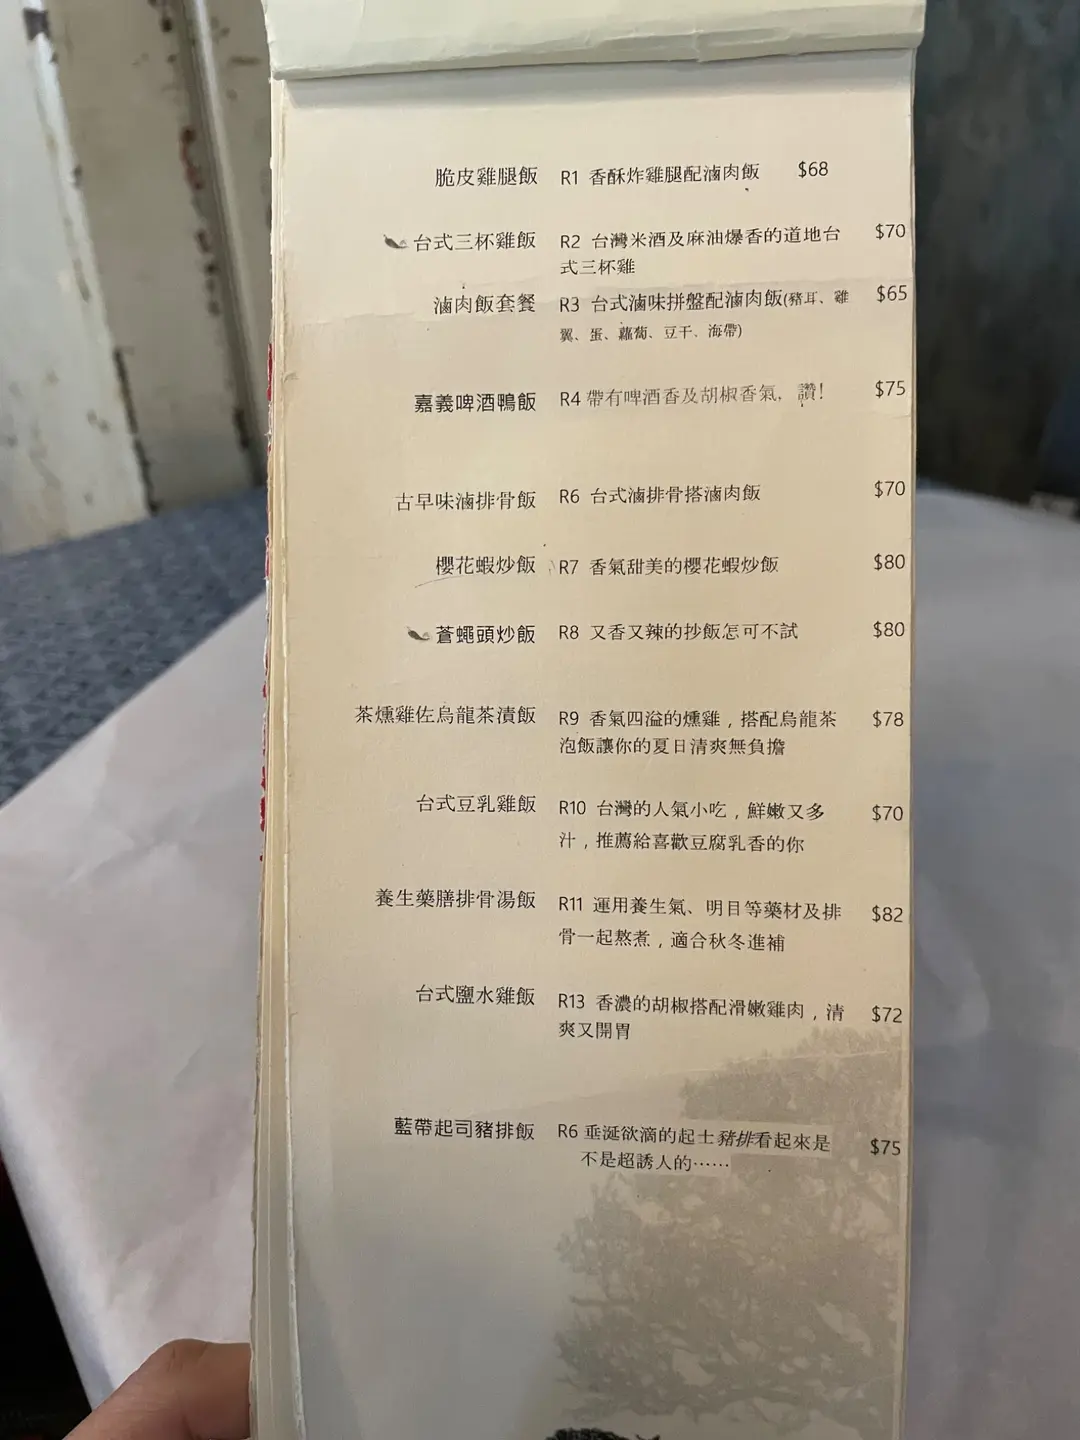 脆皮雞腿飯 R1 香酥炸雞腿配滷肉飯 $68
台式三杯雞飯 R2 台灣米酒及麻油爆香的道地台 $70
式三杯雞
滷肉飯套餐 R3 台式滷味拼盤配滷肉飯(豬耳、雞 $65
翼、蛋、蘿蔔、豆干、海帶)
嘉義啤酒鴨飯 R4 帶有啤酒香及胡椒香氣，讚! $75
古早味滷排骨飯 R6 台式滷排骨搭滷肉飯 $70
櫻花蝦炒飯 R7 香氣甜美的櫻花蝦炒飯 $80
蒼蠅頭炒飯 R8 又香又辣的抄飯怎可不試 $80
茶燻雞佐烏龍茶漬飯 R9 香氣四溢的燻雞，搭配烏龍茶 $78
泡飯讓你的夏日清爽無負擔
台式豆乳雞飯 R10 台灣的人氣小吃，鮮嫩又多 $70
汁，推薦給喜歡豆腐乳香的你
養生藥膳排骨湯飯 R11 運用養生氣、明目等藥材及排 $82
骨一起熬煮，適合秋冬進補
台式鹽水雞飯 R13 香濃的胡椒搭配滑嫩雞肉，清 $72
爽又開胃
藍帶起司豬排飯 R6 垂涎欲滴的起士豬排看起來是 $75
不是超誘人的……